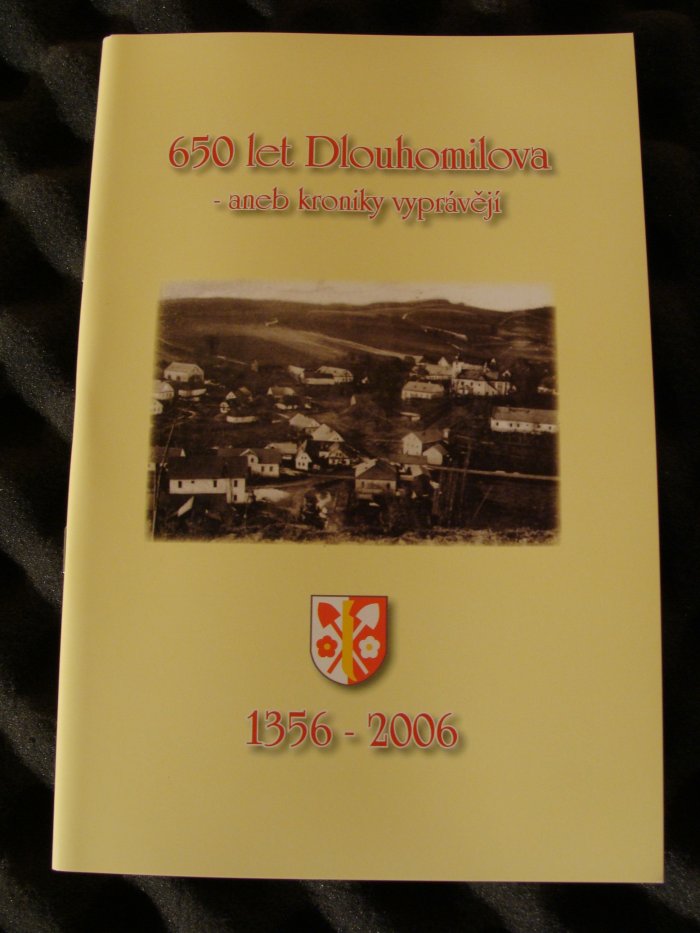 650 let Dlouhomilova
- aneb kroniky vyprávějí
1356 - 2006